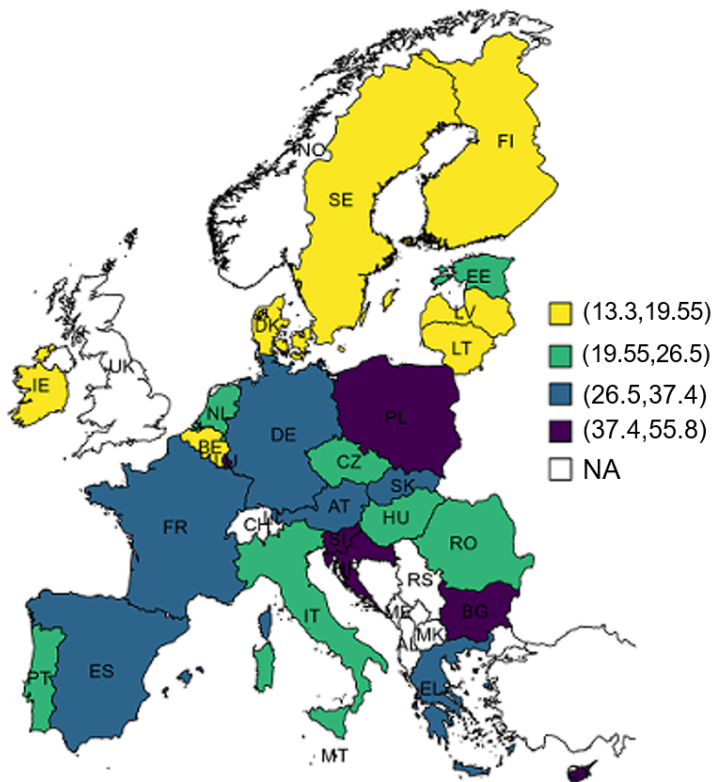 NO
FI
SE
EE
LV
LT
DK
IE
UK
NL
BE
DE
PL
CZ
SK
AT
FR
CH
HU
SI
RO
RS
IT
ME
BG
MK
AL
PT
ES
EL
MT
(13.3,19.55)
(19.55,26.5)
(26.5,37.4)
(37.4,55.8)
NA